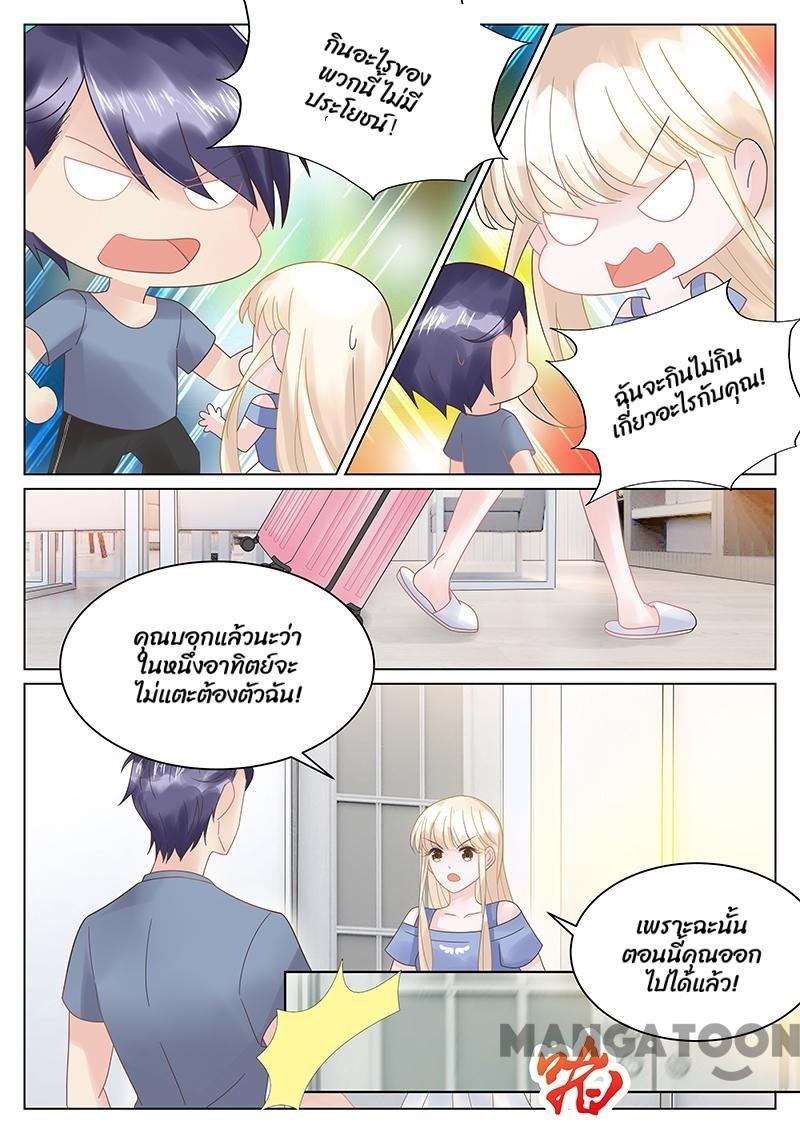 กินอะไรของ
พวกนี้ ไม่มี
ประโยชน์!
ฉันจะกินไม่กิน
เกี่ยวอะไรกับคุณ!
คุณบอกแล้วนะว่า
ในหนึ่งอาทิตย์จะ
ไม่แตะต้องตัวฉัน!
เพราะฉะนั้น
ตอนนี้คุณออก
ไปได้แล้ว!
MANGATOON